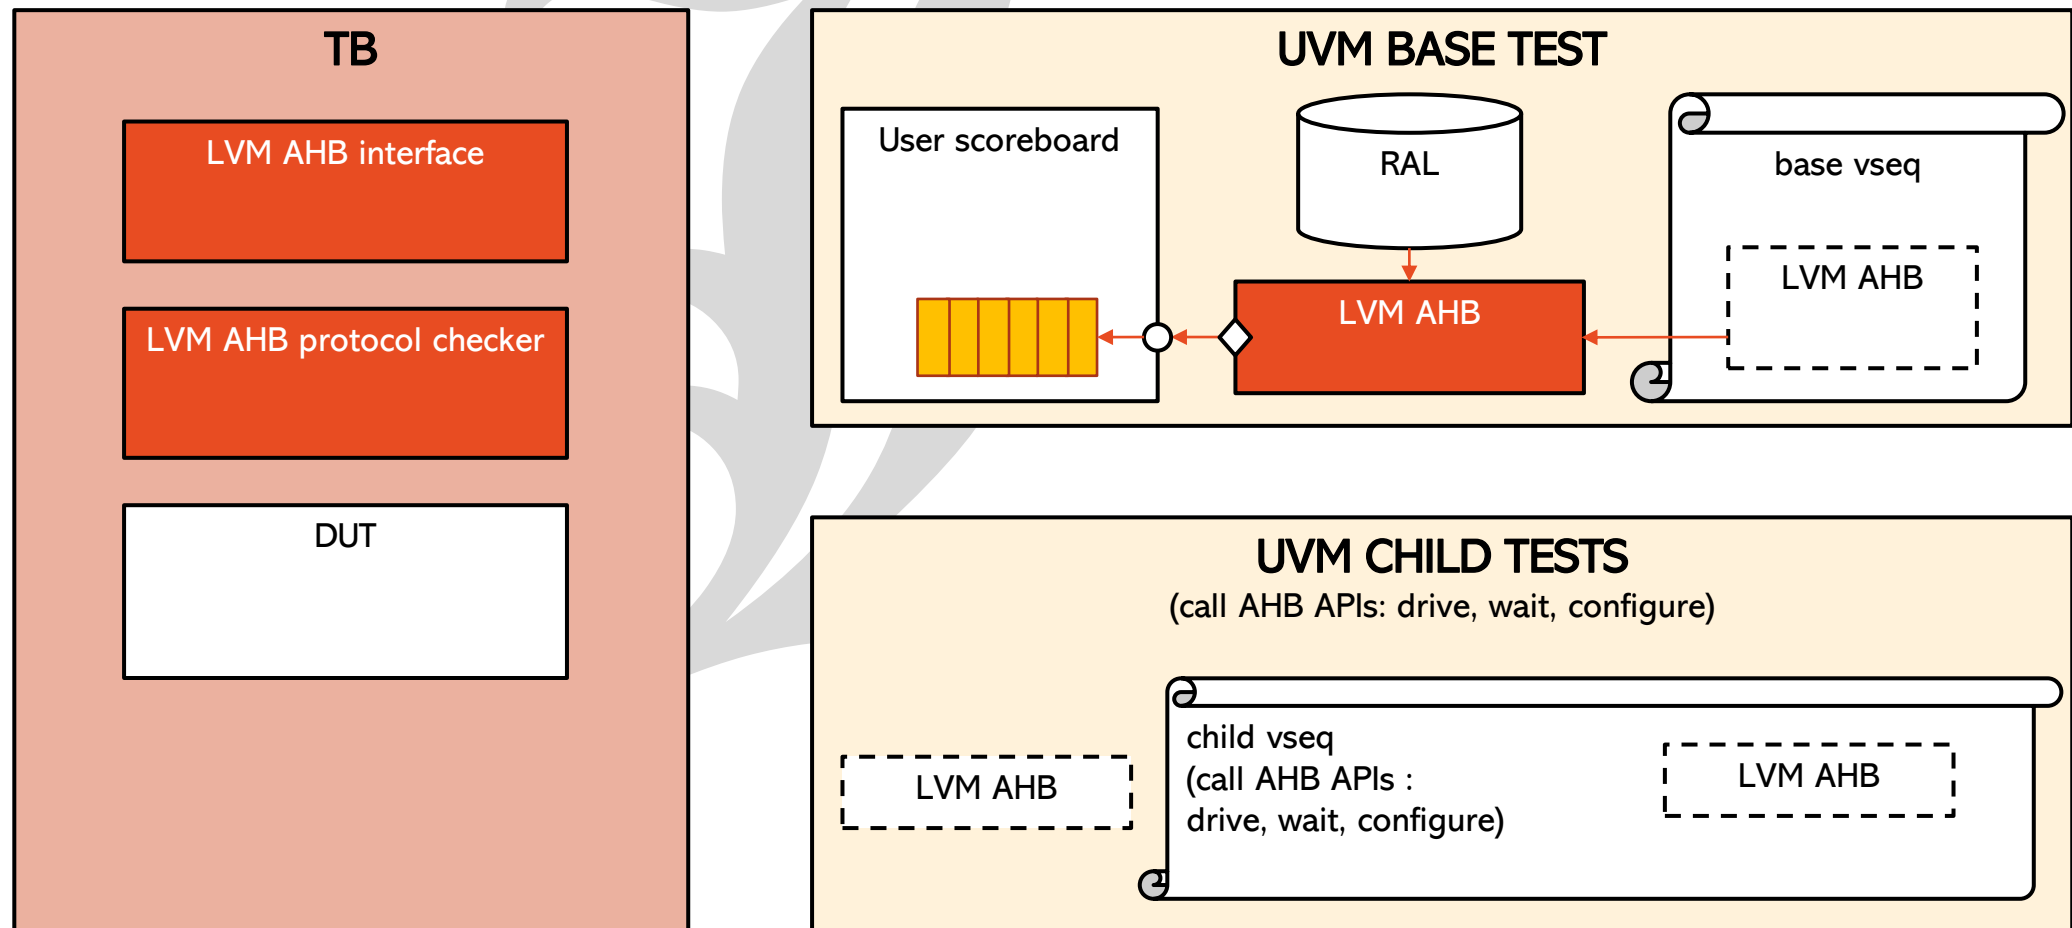 TB
LVM AHB interface
LVM AHB protocol checker
DUT
UVM BASE TEST
User scoreboard
RAL
base vseq
LVM AHB
LVM AHB
UVM CHILD TESTS
(call AHB APIs: drive, wait, configure)
LVM AHB
child vseq
(call AHB APIs :
drive, wait, configure)
LVM AHB